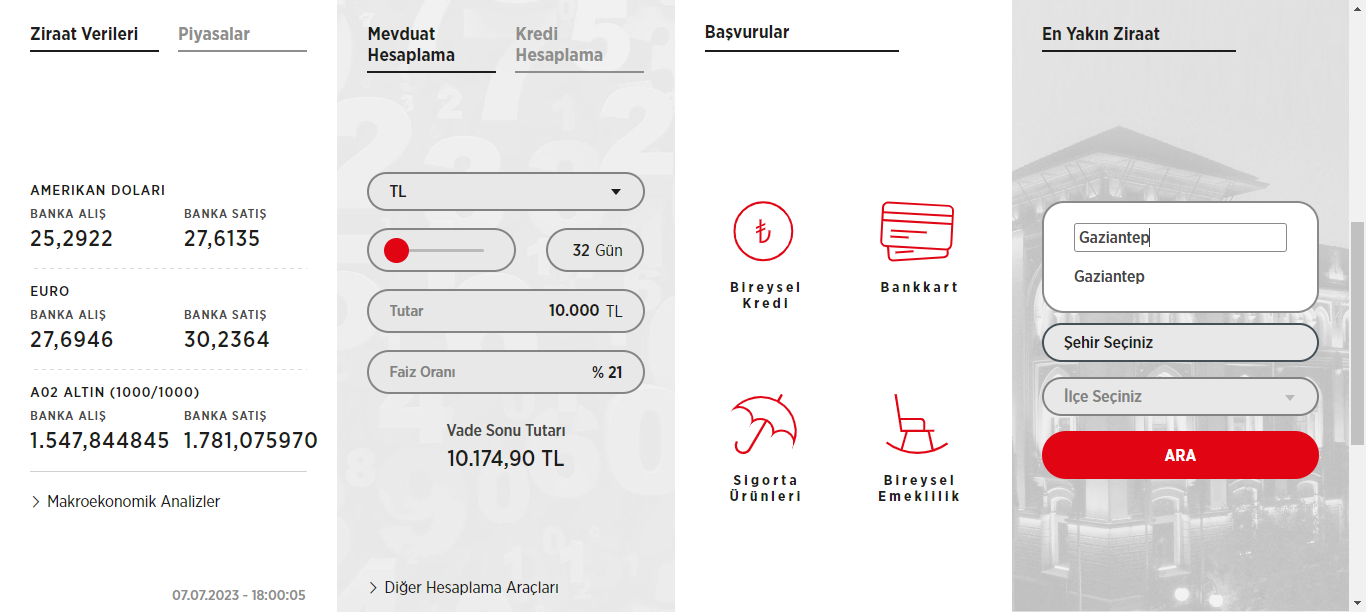 Ziraat Verileri
Piyasalar
AMERIKAN DOLARI
BANKA ALIŞ
BANKA SATIŞ
25,2922
27,6135
EURO
BANKA ALIŞ
BANKA SATIŞ
27,6946
30,2364
A02 ALTIN (1000/1000)
BANKA ALIŞ
BANKA SATIŞ
1.547,844845
1.781,075970
Makroekonomik Analizler
07.07.2023 - 18:00:05
Mevduat
Hesaplama
Kredi
Hesaplama
TL
32 Gün
Tutar
10.000 TL
Faiz Oranı
% 21
Vade Sonu Tutarı
10.174,90 TL
Diğer Hesaplama Araçları
Başvurular
Bireysel
Kredi
Bankkart
Sigorta
Ürünleri
Bireysel
Emeklilik
En Yakın Ziraat
Gaziantep
Gaziantep
Şehir Seçiniz
İlçe Seçiniz
ARA